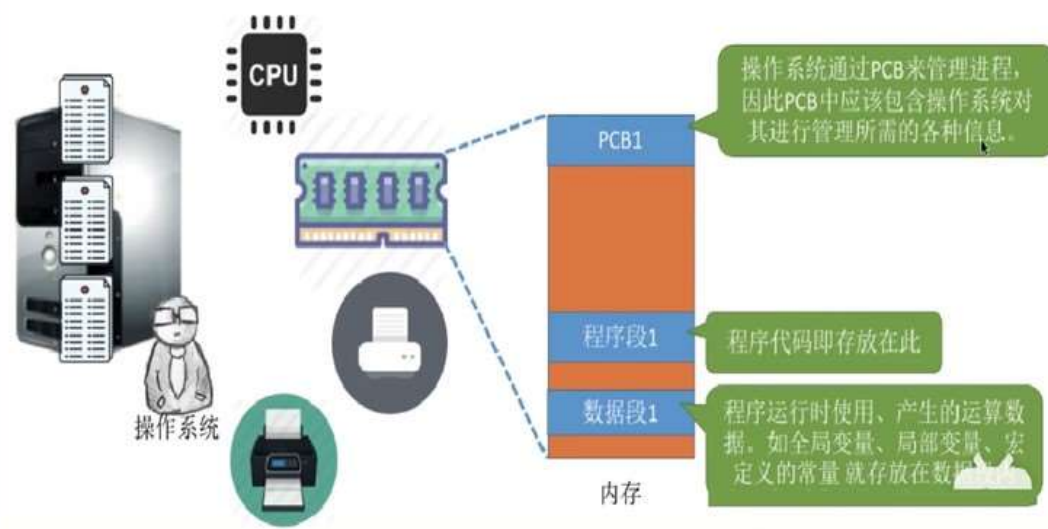 CPU
操作系统通过PCB来管理进程，
因此PCB中应该包含操作系统对
其进行管理所需的各种信息。
PCB1
程序段1
程序代码即存放在此
数据段1
程序运行时使用、产生的运算数
据。如全局变量、局部变量、宏
定义的常量 就存放在数据段内
操作系统
内存